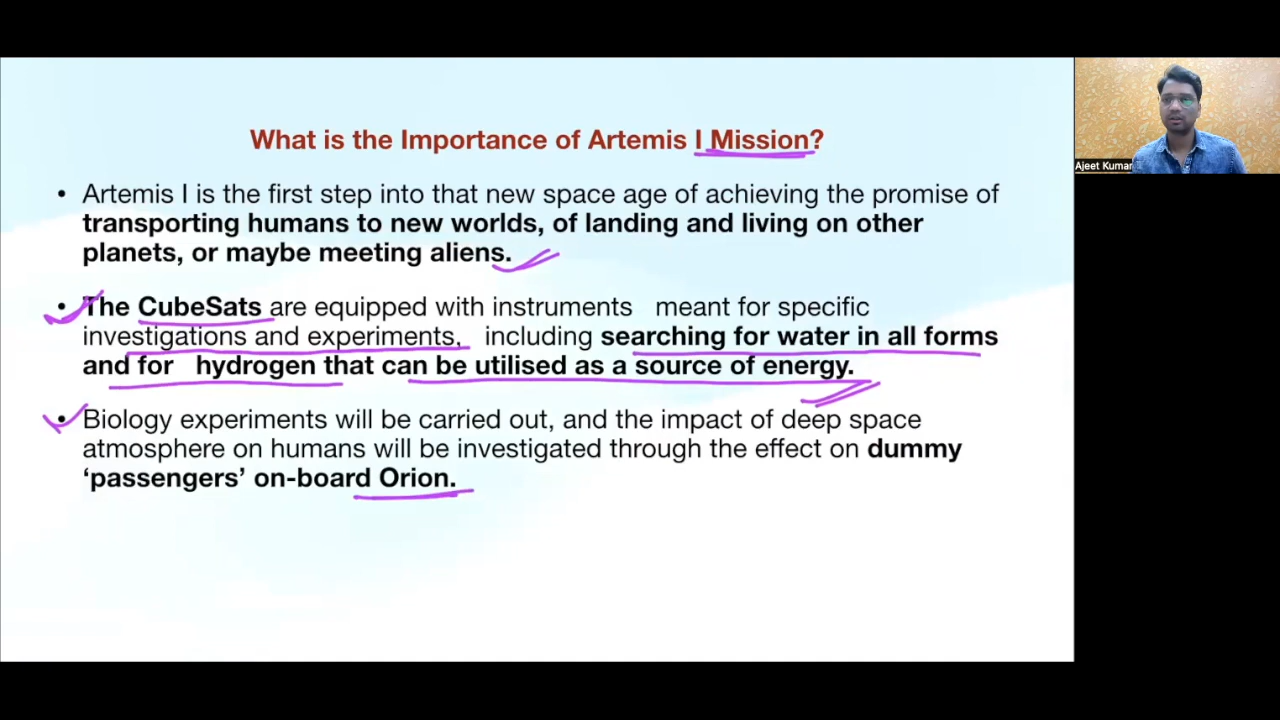 What is the Importance of Artemis I Mission?
• Artemis I is the first step into that new space age of achieving the promise of
transporting humans to new worlds, of landing and living on other
planets, or maybe meeting aliens.
• The CubeSats are equipped with instruments meant for specific
investigations and experiments, including searching for water in all forms
and for hydrogen that can be utilised as a source of energy.
• Biology experiments will be carried out, and the impact of deep space
atmosphere on humans will be investigated through the effect on dummy
‘passengers’ on-board Orion.
Ajeet Kumar